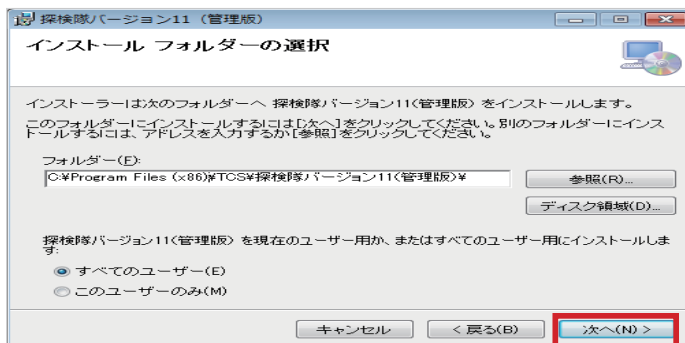 探検隊バージョン11 (管理版)
インストール フォルダーの選択
インストーラーは次のフォルダーへ 探検隊バージョン11(管理版) をインストールします。
このフォルダーにインストールするには[次へ]をクリックしてください。別のフォルダーにインス
トールするには、アドレスを入力するか[参照]をクリックしてください。
フォルダー(F):
C:¥Program Files (x86)¥TCS¥探検隊バージョン11(管理版)¥
参照(R)...
ディスク領域(D)...
探検隊バージョン11(管理版) を現在のユーザー用か、またはすべてのユーザー用にインストールしま
す:
すべてのユーザー(E)
このユーザーのみ(M)
キャンセル
< 戻る(B)
次へ(N) >